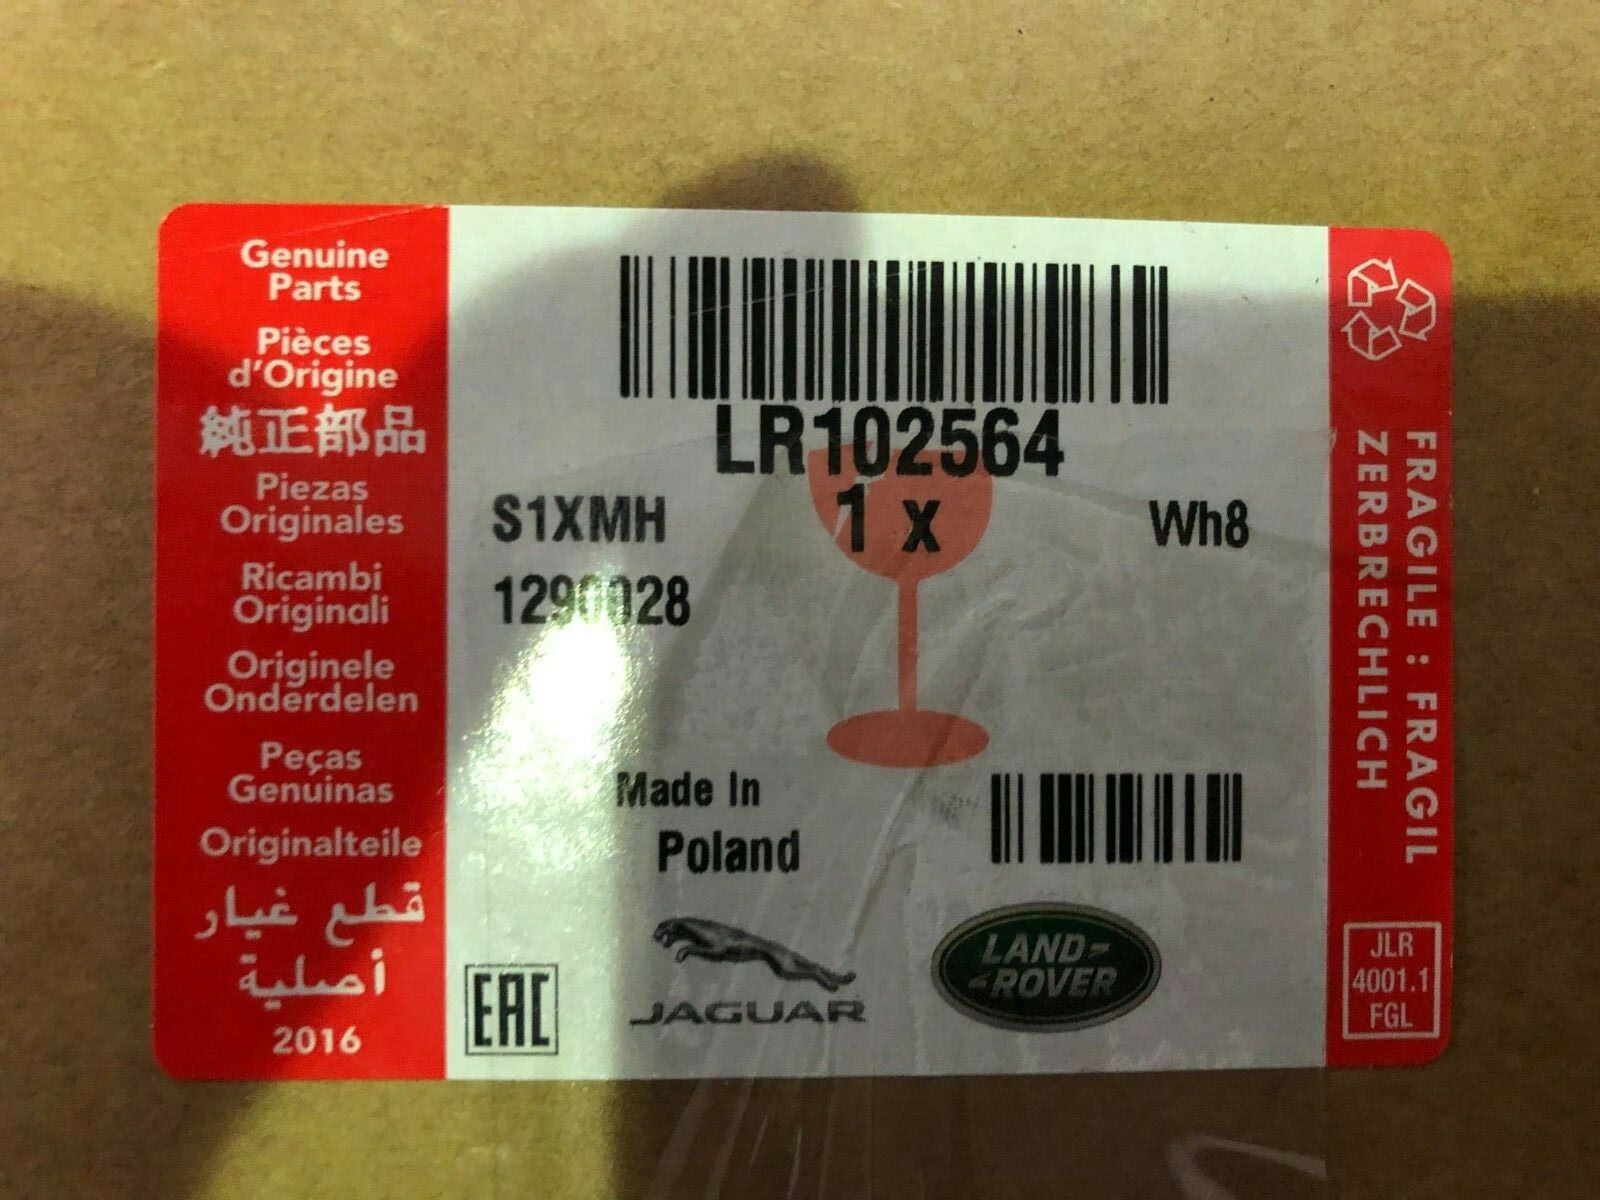 Genuine
Parts
Pièces
d'Origine
純正部品
Piezas
Originales
Ricambi
Originali
Originele
Onderdelen
Peças
Genuinas
Originalteile
قطع غيار
أصلية
2016
LR102564
S1XMH 1 x Wh8
Made In
Poland
EAC
JAGUAR
LAND-
-ROVER
FRAGILE : FRAGIL
ZERBRECHLICH
JLR
4001.1
FGL